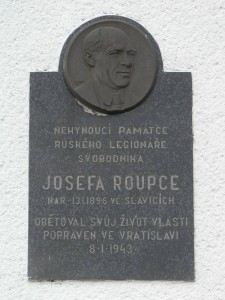 NEHYNOUCÍ PAMÁTCE
RUSKÉHO LEGIONÁŘE
SVOBODNÍKA
JOSEFA ROUPCE
NAR. 13.1.1896 VE SLAVICÍCH
OBĚTOVAL SVŮJ ŽIVOT VLASTI
POPRAVEN VE VRATISLAVI
8.1.1943